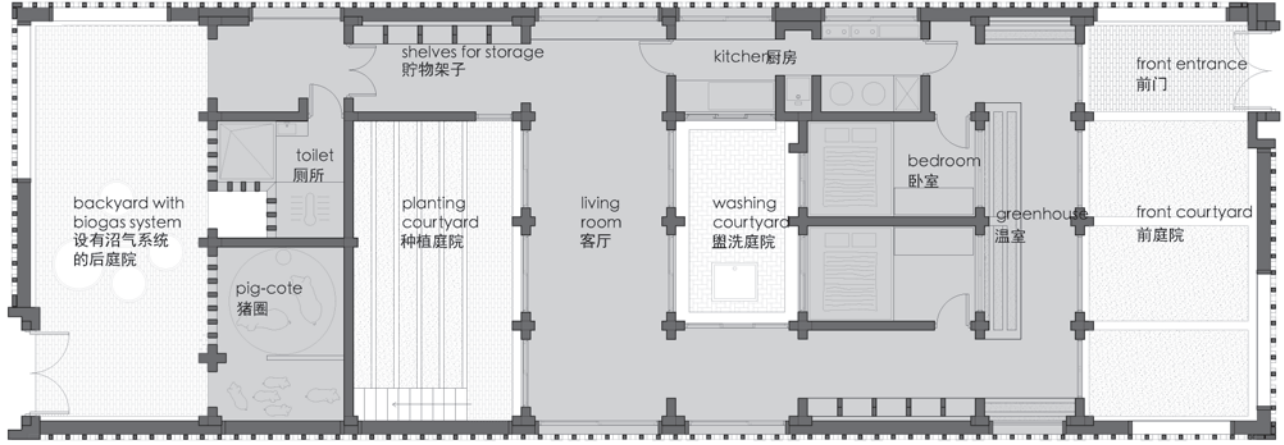 shelves for storage
貯物架子
kitchen厨房
front entrance
前门
toilet
厕所
bedroom
卧室
backyard with
biogas system
设有沼气系统
的后庭院
planting
courtyard
种植庭院
living
room
客厅
washing
courtyard
盥洗庭院
greenhouse
温室
front courtyard
前庭院
pig-cote
猪圈